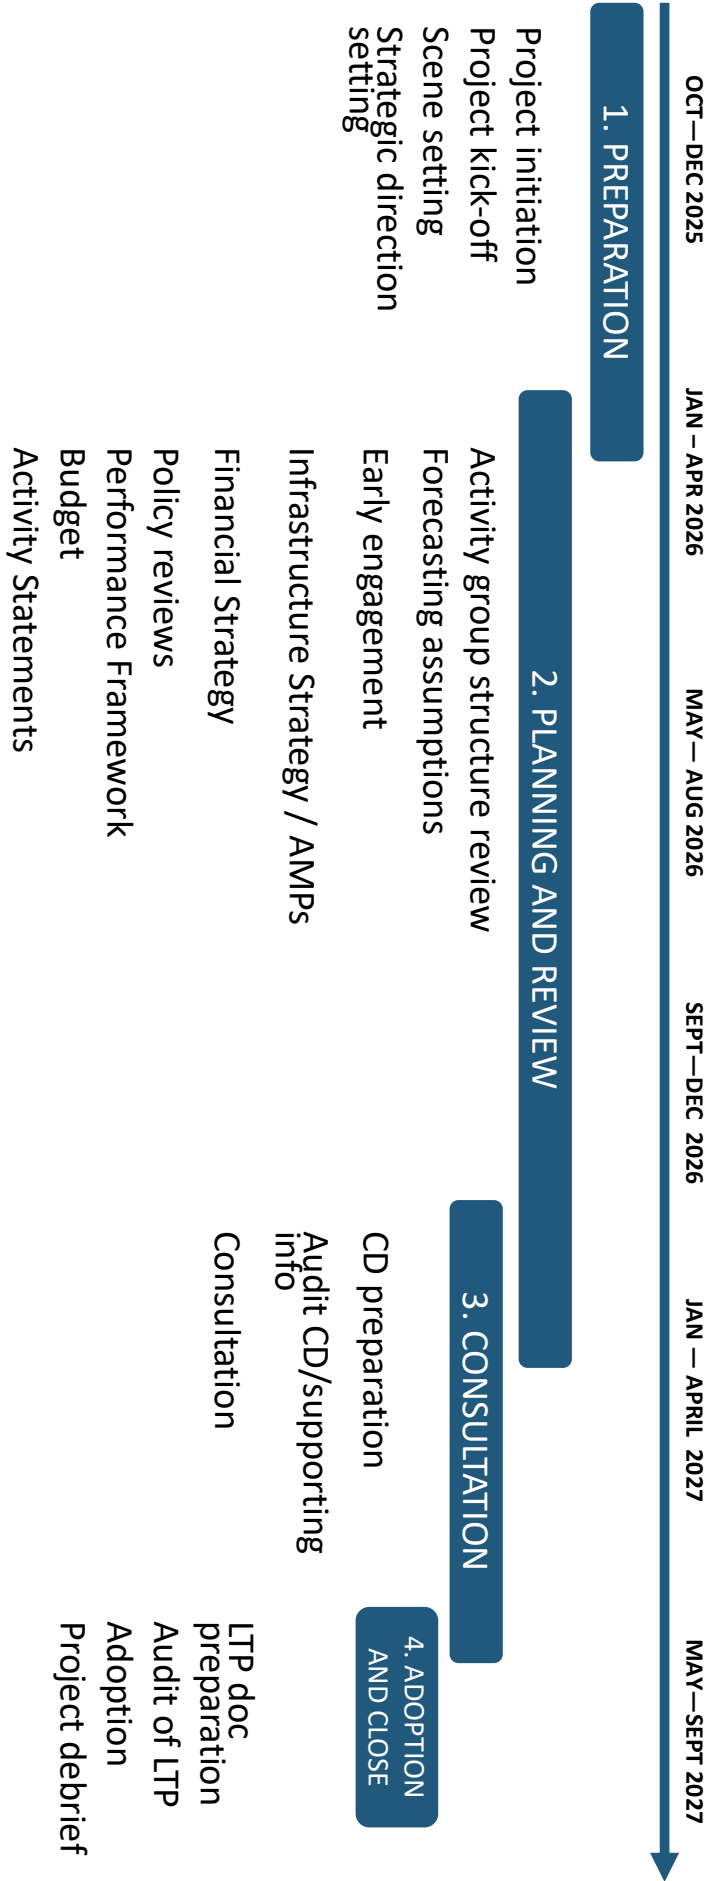 OCT—DEC 2025
JAN – APR 2026
MAY— AUG 2026
SEPT—DEC 2026
JAN — APRIL 2027
MAY—SEPT 2027
1. PREPARATION
Project initiation
Project kick-off
Scene setting
Strategic direction
setting
2. PLANNING AND REVIEW
Activity group structure review
Forecasting assumptions
Early engagement
Infrastructure Strategy / AMPs
Financial Strategy
Policy reviews
Performance Framework
Budget
Activity Statements
3. CONSULTATION
CD preparation
Audit CD/supporting
info
Consultation
4. ADOPTION
AND CLOSE
LTP doc
preparation
Audit of LTP
Adoption
Project debrief